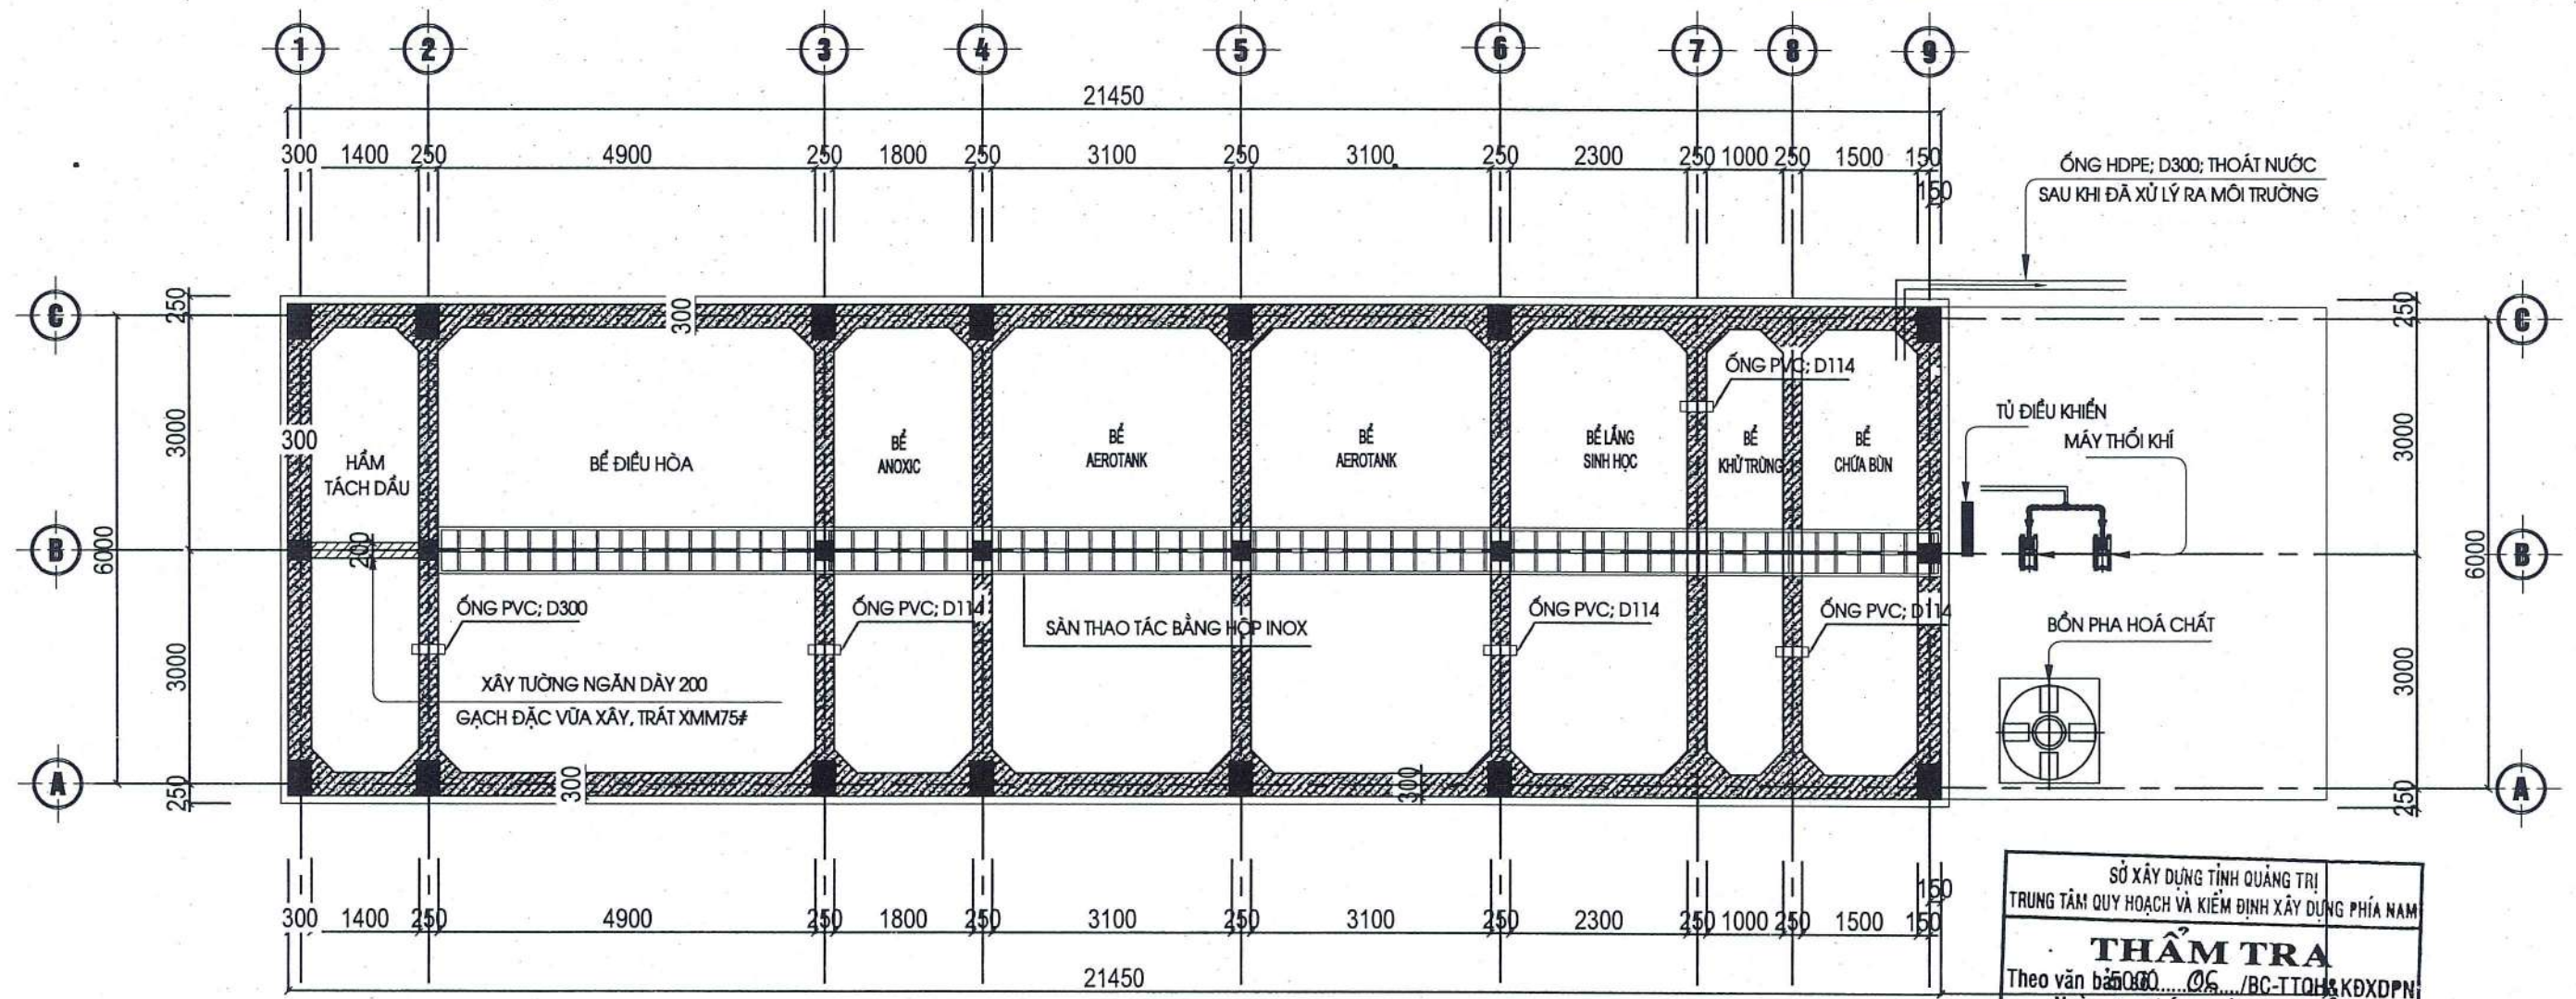 1 2 3 4 5 6 7 8 9
21450
300 1400 250 4900 250 1800 250 3100 250 3100 250 2300 250 1000 250 1500 150
150
ỐNG HDPE; D300; THOÁT NƯỚC
SAU KHI ĐÃ XỬ LÝ RA MÔI TRƯỜNG
C 250 300 250 C
ỐNG PVC; D114
3000 300 3000
TỦ ĐIỀU KHIỂN
MÁY THỔI KHÍ
HẦM
TÁCH DẦU
BỂ ĐIỀU HÒA
BỂ
ANOXIC
BỂ
AEROTANK
BỂ
AEROTANK
BỂ LẮNG
SINH HỌC
BỂ
KHỬ TRÙNG
BỂ
CHỨA BÙN
B 6000 200 6000 B
ỐNG PVC; D300
ỐNG PVC; D114
SÀN THAO TÁC BẰNG HỘP INOX
ỐNG PVC; D114
ỐNG PVC; D114
BỒN PHA HOÁ CHẤT
3000 3000
XÂY TƯỜNG NGĂN DÀY 200
GẠCH ĐẶC VỮA XÂY, TRÁT XMM75#
A 250 300 300 250 A
150
300 1400 250 4900 250 1800 250 3100 250 3100 250 2300 250 1000 250 1500 150
21450
SỞ XÂY DỰNG TỈNH QUẢNG TRỊ
TRUNG TÂM QUY HOẠCH VÀ KIỂM ĐỊNH XÂY DỰNG PHÍA NAM
THẨM TRA
Theo văn bản số 06 /BC-TTQH&KĐXDPN